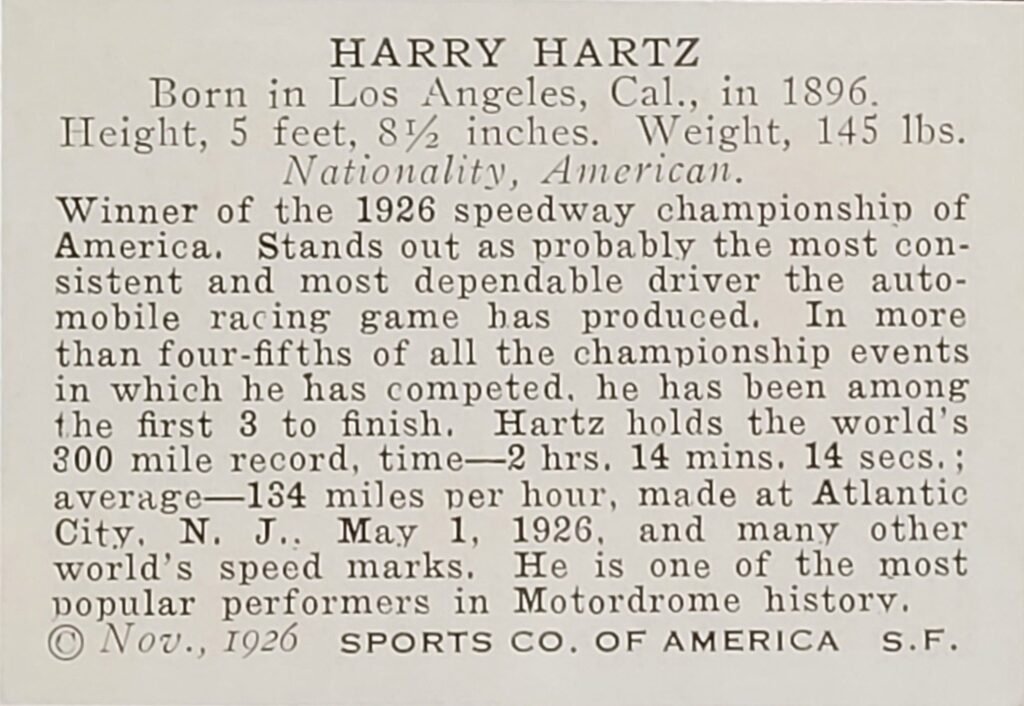 HARRY HARTZ
Born in Los Angeles, Cal., in 1896.
Height, 5 feet, 8½ inches. Weight, 145 lbs.
Nationality, American.
Winner of the 1926 speedway championship of
America. Stands out as probably the most con-
sistent and most dependable driver the auto-
mobile racing game has produced. In more
than four-fifths of all the championship events
in which he has competed, he has been among
the first 3 to finish. Hartz holds the world's
300 mile record, time—2 hrs. 14 mins. 14 secs.;
average—134 miles per hour, made at Atlantic
City, N. J., May 1, 1926, and many other
world's speed marks. He is one of the most
popular performers in Motordrome history.
© Nov., 1926 SPORTS CO. OF AMERICA S.F.